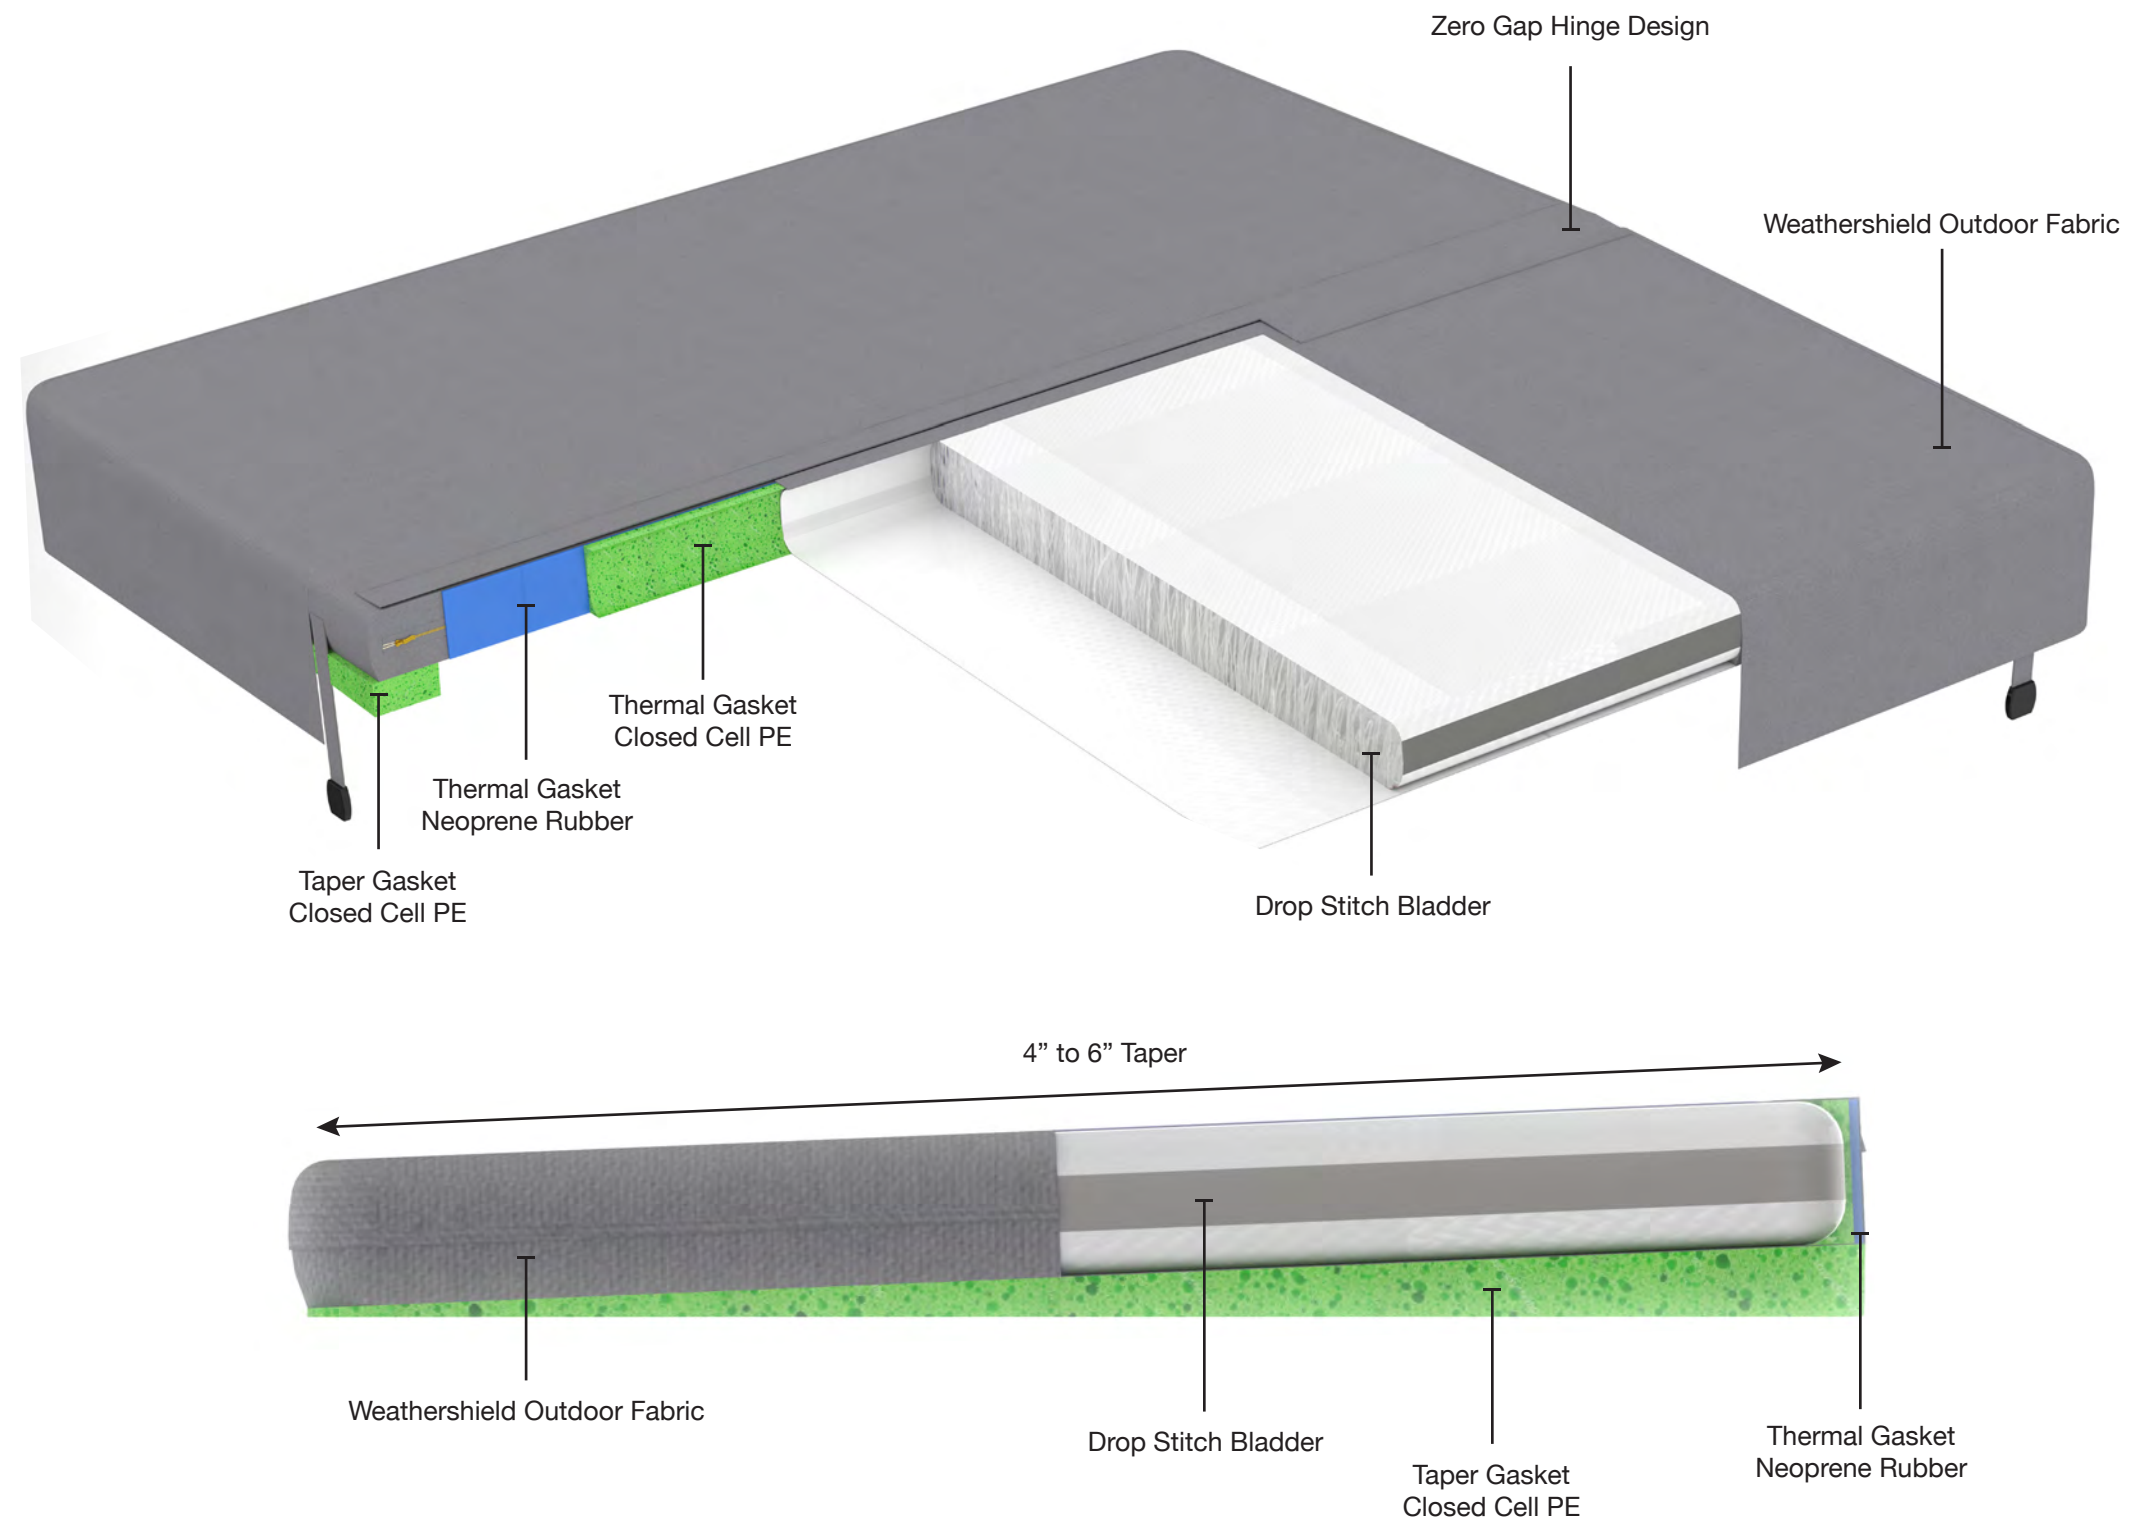 Zero Gap Hinge Design
Weathershield Outdoor Fabric
Thermal Gasket
Closed Cell PE
Thermal Gasket
Neoprene Rubber
Taper Gasket
Closed Cell PE
Drop Stitch Bladder
4” to 6” Taper
Weathershield Outdoor Fabric
Drop Stitch Bladder
Taper Gasket
Closed Cell PE
Thermal Gasket
Neoprene Rubber